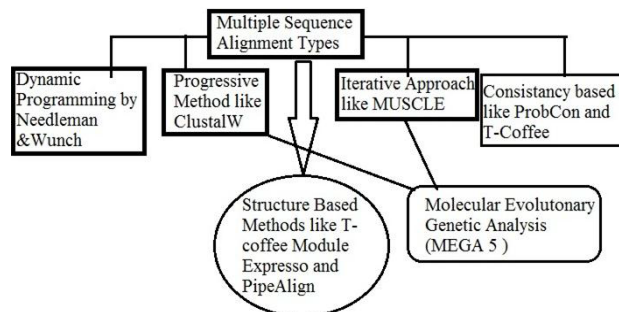 Multiple Sequence
Alignment Types
Dynamic
Programming by
Needleman
&Wunch
Progressive
Method like
ClustalW
Iterative Approach
like MUSCLE
Consistancy based
like ProbCon and
T-Coffee
Structure Based
Methods like T-
coffee Module
Expresso and
PipeAlign
Molecular Evolutonary
Genetic Analysis
(MEGA 5 )